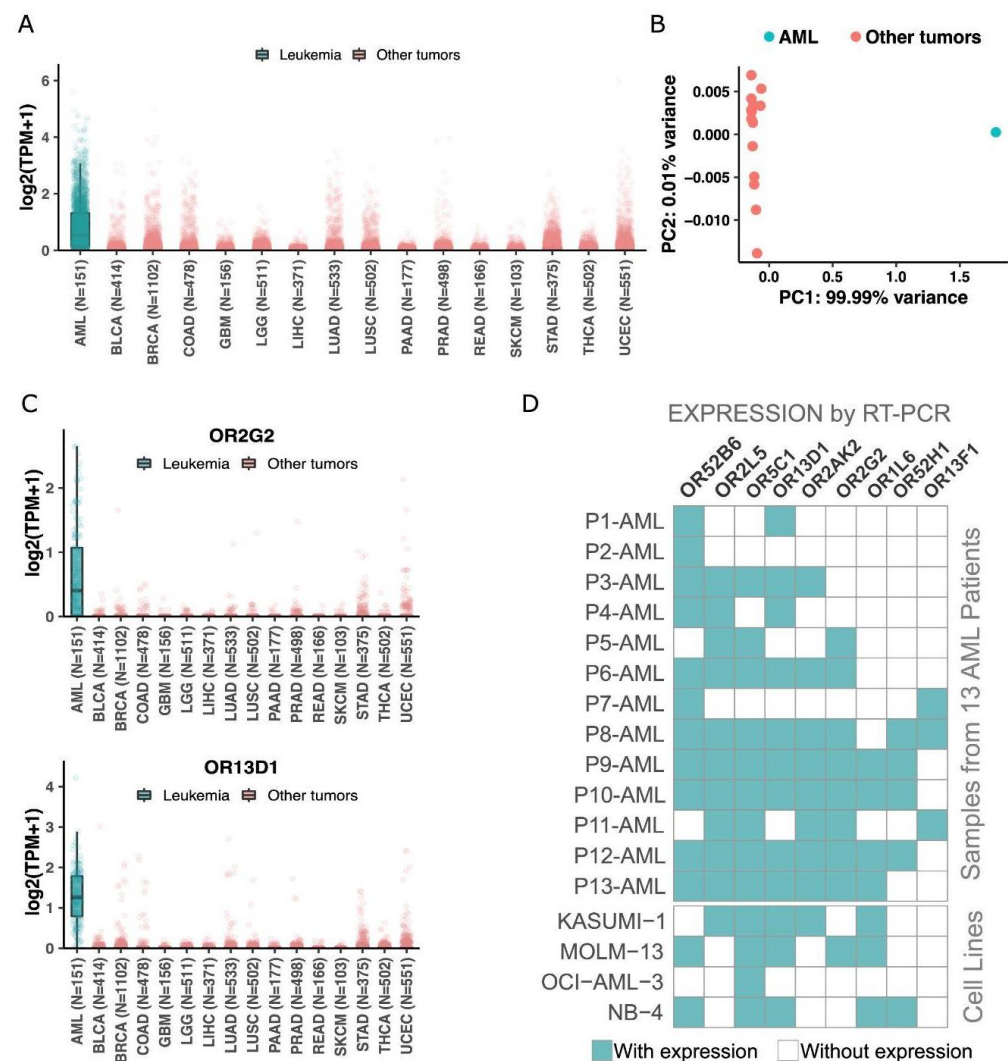 A
Leukemia Other tumors
log2(TPM+1)
6
4
2
0
AML (N=151)
BLCA (N=414)
BRCA (N=1102)
COAD (N=478)
GBM (N=156)
LGG (N=511)
LIHC (N=371)
LUAD (N=533)
LUSC (N=502)
PAAD (N=177)
PRAD (N=498)
READ (N=166)
SKCM (N=103)
STAD (N=375)
THCA (N=502)
UCEC (N=551)
B
AML Other tumors
PC2: 0.01% variance
0.005
0.000
−0.005
−0.010
0.0 0.5 1.0 1.5
PC1: 99.99% variance
C
OR2G2
Leukemia Other tumors
log2(TPM+1)
2
1
0
AML (N=151)
BLCA (N=414)
BRCA (N=1102)
COAD (N=478)
GBM (N=156)
LGG (N=511)
LIHC (N=371)
LUAD (N=533)
LUSC (N=502)
PAAD (N=177)
PRAD (N=498)
READ (N=166)
SKCM (N=103)
STAD (N=375)
THCA (N=502)
UCEC (N=551)
OR13D1
Leukemia Other tumors
log2(TPM+1)
4
3
2
1
0
AML (N=151)
BLCA (N=414)
BRCA (N=1102)
COAD (N=478)
GBM (N=156)
LGG (N=511)
LIHC (N=371)
LUAD (N=533)
LUSC (N=502)
PAAD (N=177)
PRAD (N=498)
READ (N=166)
SKCM (N=103)
STAD (N=375)
THCA (N=502)
UCEC (N=551)
D
EXPRESSION by RT-PCR
OR52B6
OR2L5
OR5C1
OR13D1
OR2AK2
OR2G2
OR1L6
OR52H1
OR13F1
P1-AML
P2-AML
P3-AML
P4-AML
P5-AML
P6-AML
P7-AML
P8-AML
P9-AML
P10-AML
P11-AML
P12-AML
P13-AML
Samples from 13 AML Patients
KASUMI−1
MOLM−13
OCI−AML−3
NB−4
Cell Lines
With expression Without expression